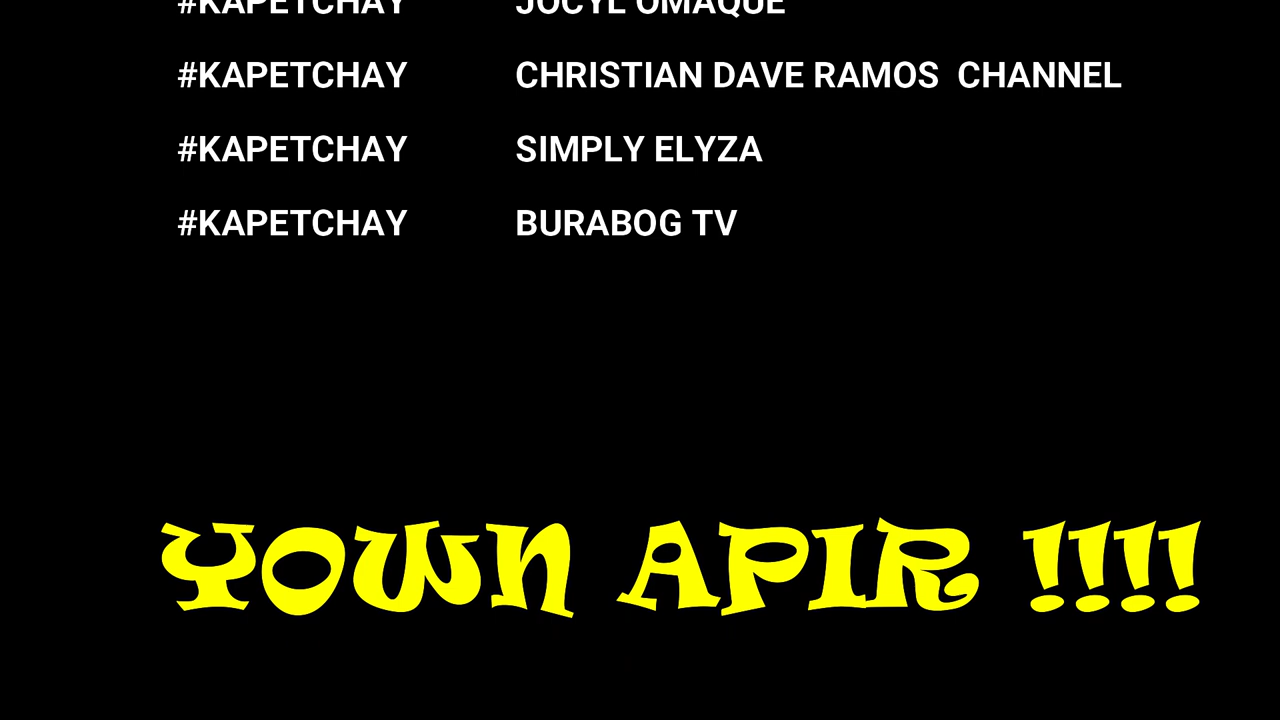 #KAPETCHAY JOCYL OMAQUE
#KAPETCHAY CHRISTIAN DAVE RAMOS CHANNEL
#KAPETCHAY SIMPLY ELYZA
#KAPETCHAY BURABOG TV
YOWN APIR !!!!